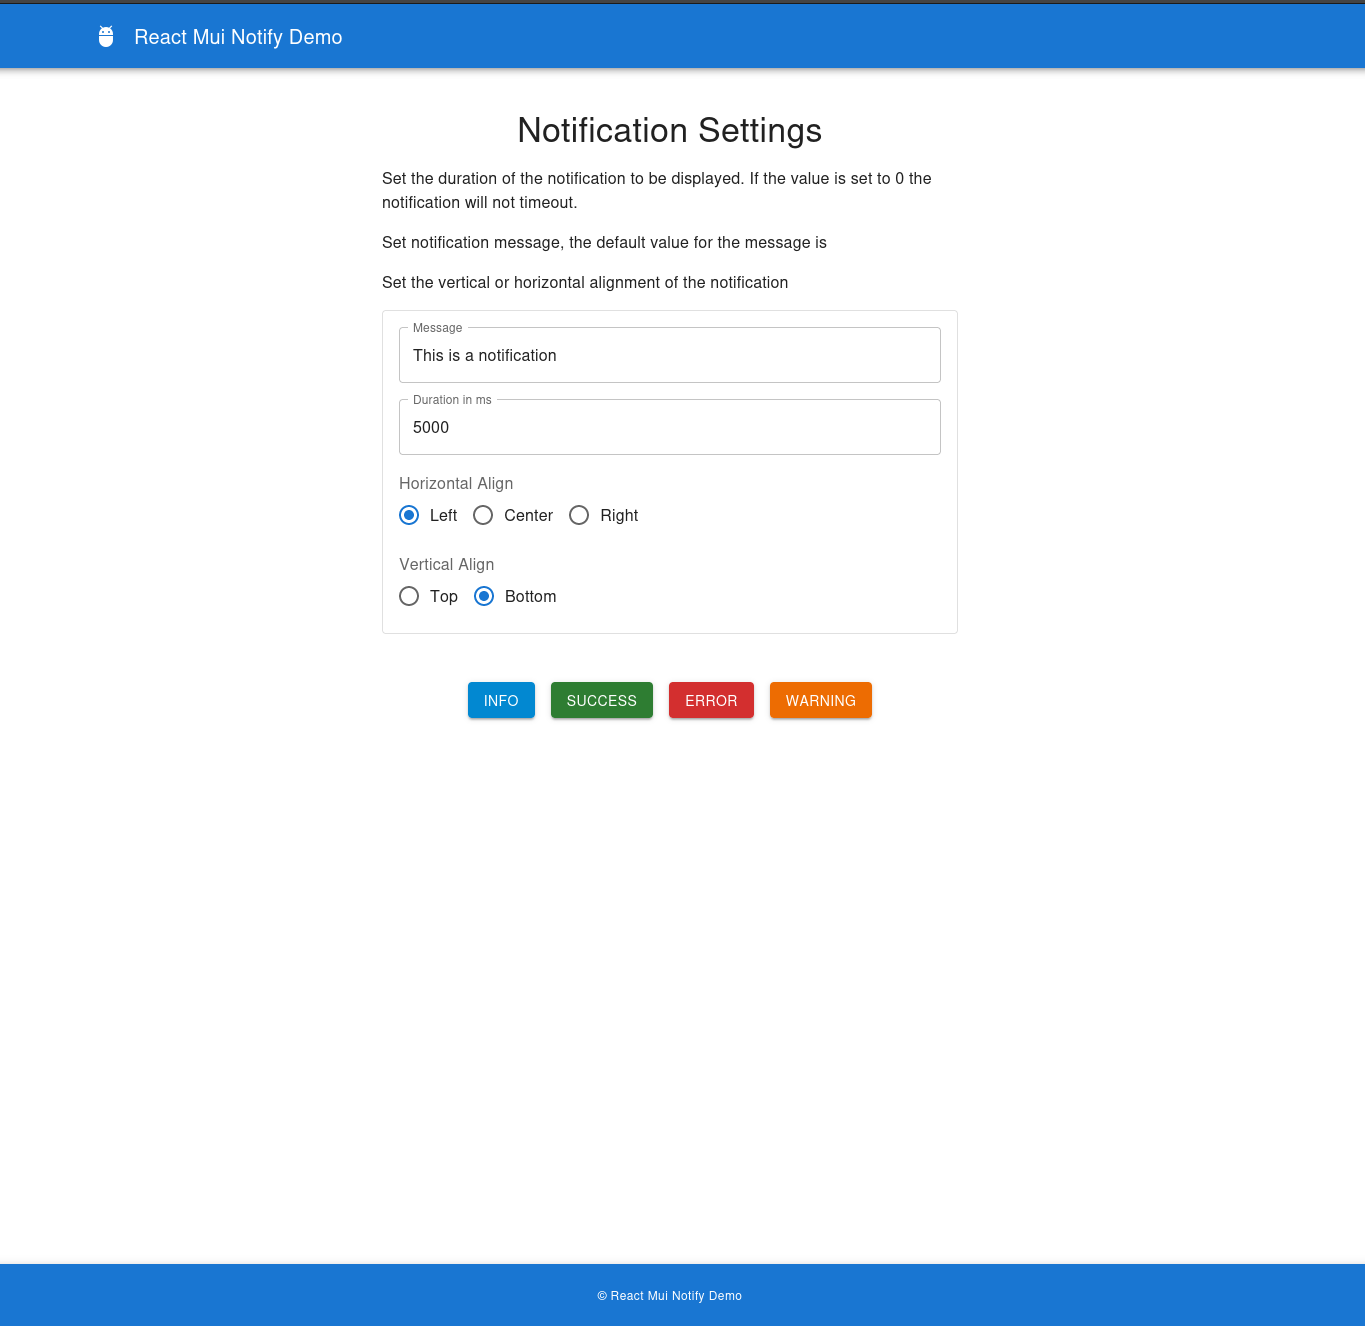 React Mui Notify Demo
Notification Settings
Set the duration of the notification to be displayed. If the value is set to 0 the
notification will not timeout.
Set notification message, the default value for the message is
Set the vertical or horizontal alignment of the notification
Message
This is a notification
Duration in ms
5000
Horizontal Align
Left Center Right
Vertical Align
Top Bottom
INFO SUCCESS ERROR WARNING
© React Mui Notify Demo